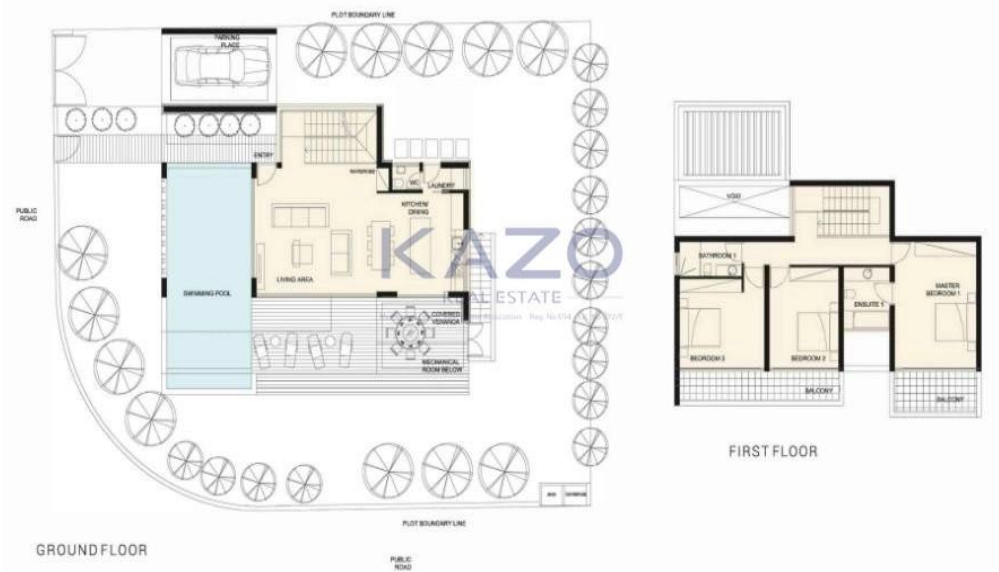 PLOT BOUNDARY LINE
PARKING
PLACE
ENTRY
WARDROBE
WC
LAUNDRY
KITCHEN/
DINING
PUBLIC
ROAD
LIVING AREA
SWIMMING POOL
COVERED
VERANDA
MECHANICAL
ROOM BELOW
KAZO
REAL ESTATE
PLOT BOUNDARY LINE
GROUND FLOOR
PUBLIC
ROAD
VOID
BATHROOM 1
MASTER
BEDROOM 1
ENSUITE 1
BEDROOM 3
BEDROOM 2
BALCONY
BALCONY
FIRST FLOOR